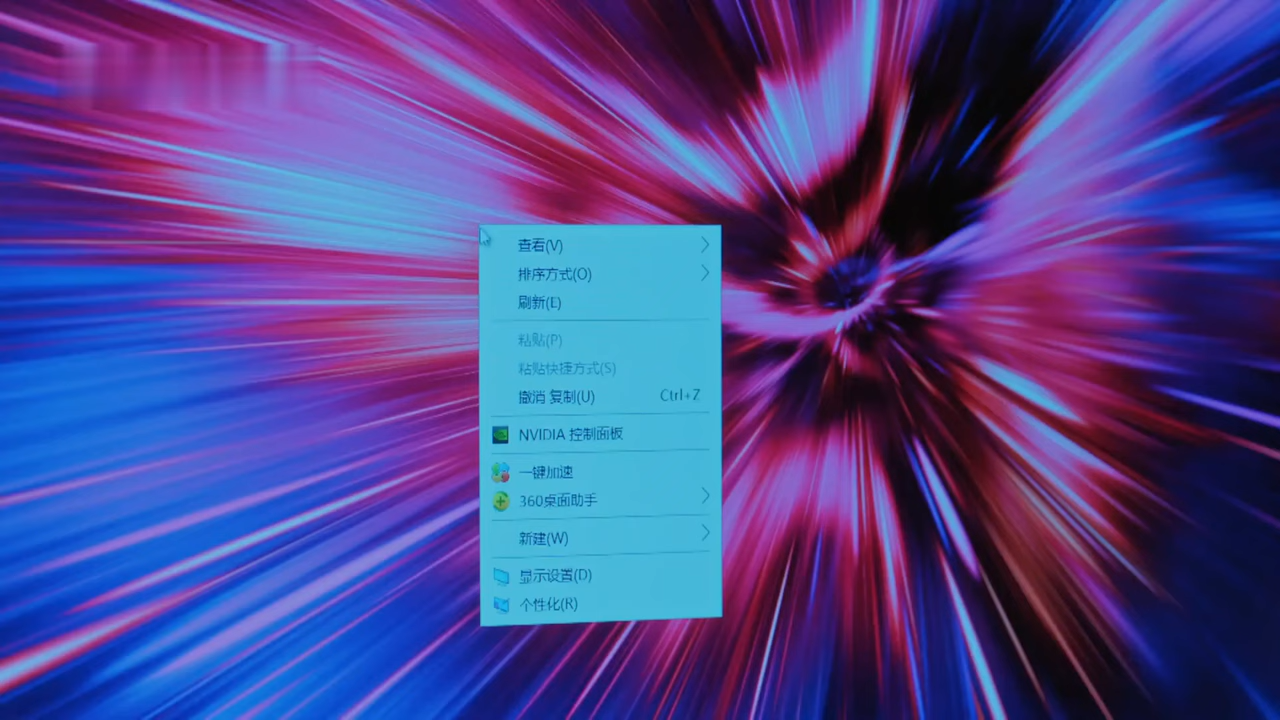 查看(V)
排序方式(O)
刷新(E)
粘贴(P)
粘贴快捷方式(S)
撤消 复制(U) Ctrl+Z
NVIDIA 控制面板
一键加速
360桌面助手
新建(W)
显示设置(D)
个性化(R)